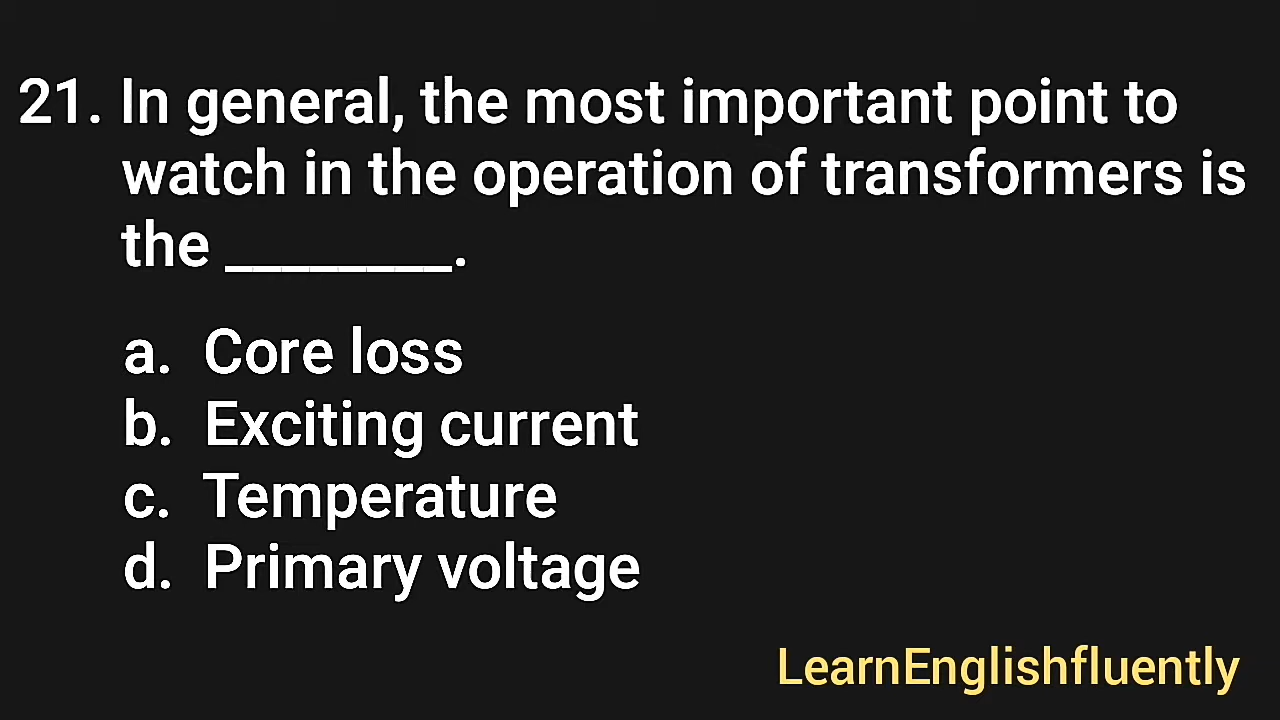 21. In general, the most important point to
watch in the operation of transformers is
the ________.
a. Core loss
b. Exciting current
c. Temperature
d. Primary voltage
LearnEnglishfluently